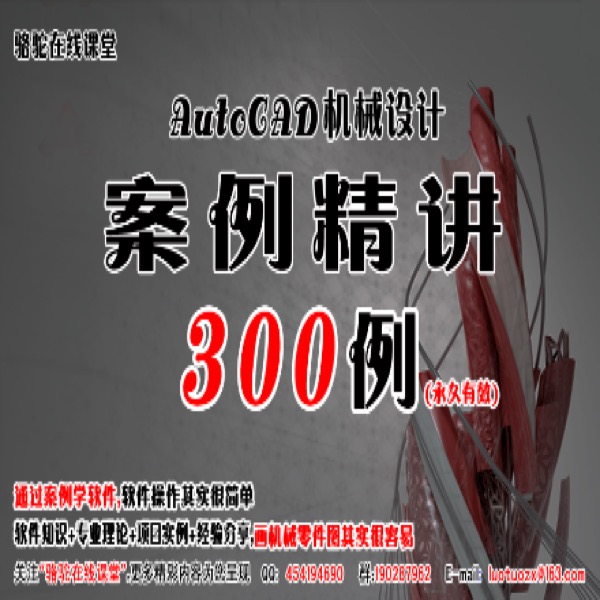 骆驼在线课堂
AutoCAD机械设计
案例精讲
300例(永久有效)
通过案例学软件,软件操作其实很简单
软件知识+专业理论+项目实例+经验分享,画机械零件图其实很容易
关注"骆驼在线课堂",更多精彩内容为您呈现 QQ: 454194690 群:190287962 E-mail: luotuozx@163.com